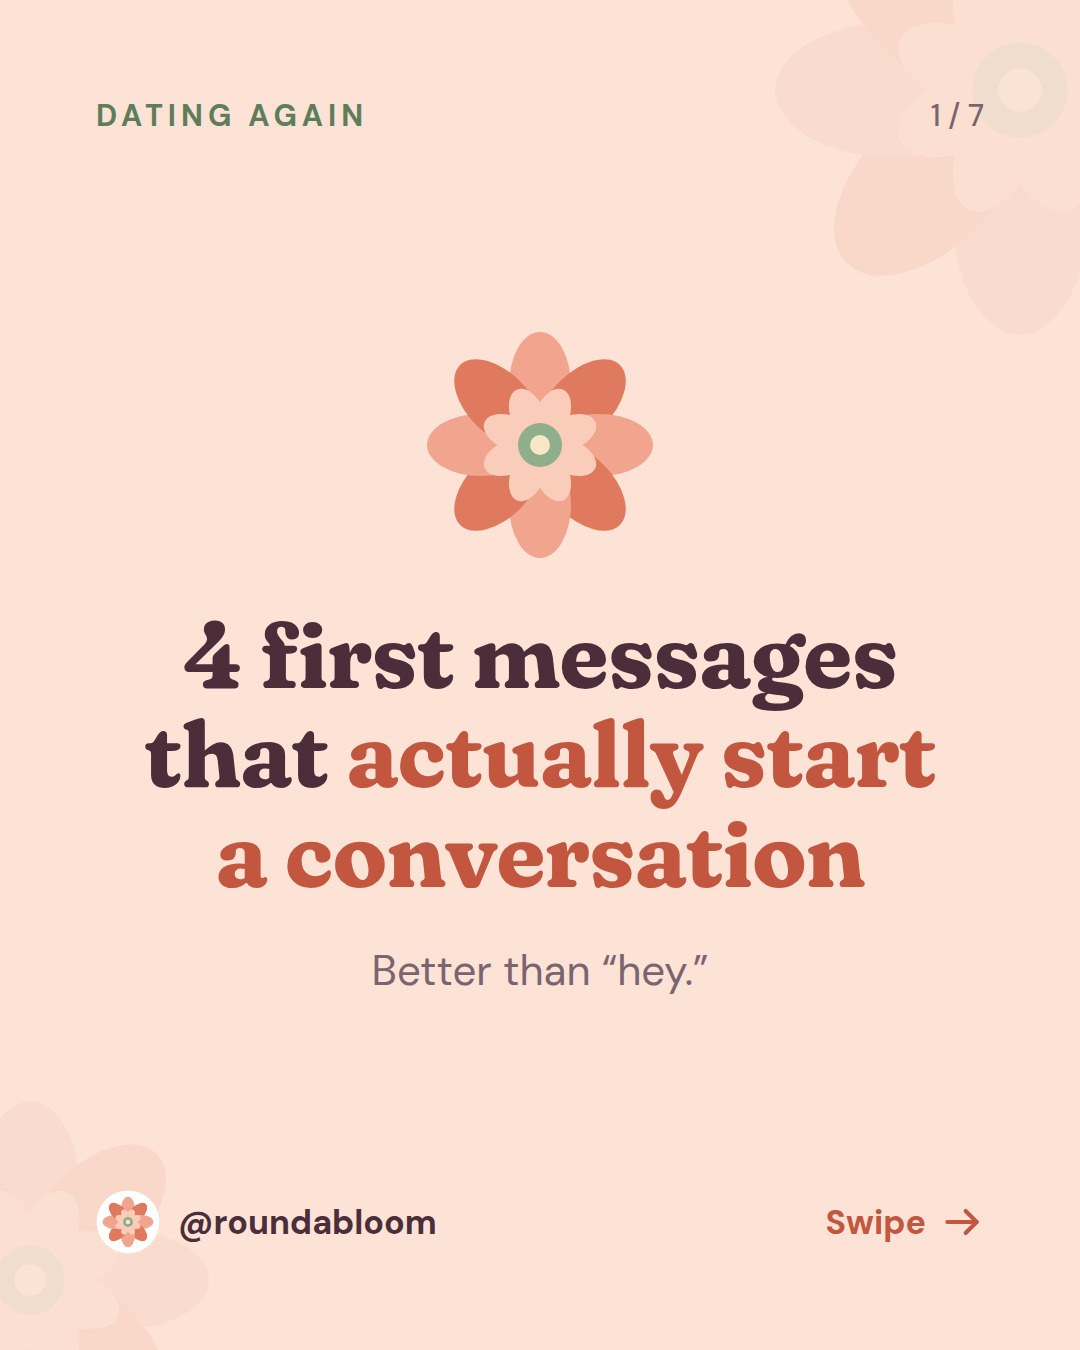 DATING AGAIN
1 / 7
4 first messages
that actually start
a conversation
Better than “hey.”
@roundabloom
Swipe →